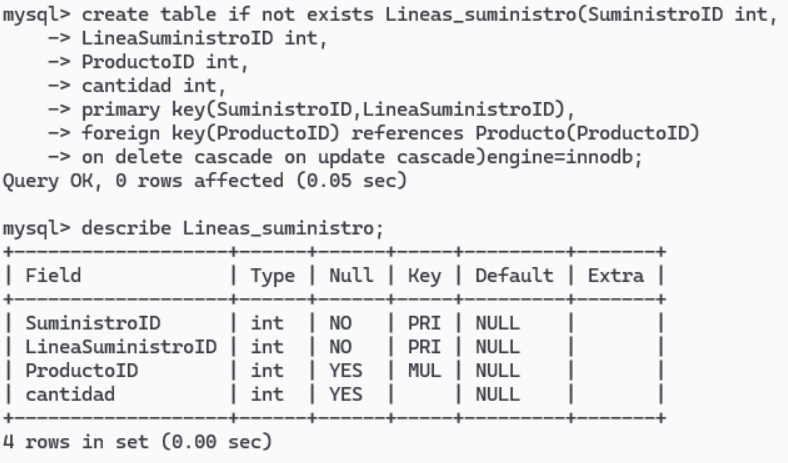 mysql> create table if not exists Lineas_suministro(SuministroID int,
    -> LineaSuministroID int,
    -> ProductoID int,
    -> cantidad int,
    -> primary key(SuministroID,LineaSuministroID),
    -> foreign key(ProductoID) references Producto(ProductoID)
    -> on delete cascade on update cascade)engine=innodb;
Query OK, 0 rows affected (0.05 sec)

mysql> describe Lineas_suministro;
+-------------------+------+------+-----+---------+-------+
| Field             | Type | Null | Key | Default | Extra |
+-------------------+------+------+-----+---------+-------+
| SuministroID      | int  | NO   | PRI | NULL    |       |
| LineaSuministroID | int  | NO   | PRI | NULL    |       |
| ProductoID        | int  | YES  | MUL | NULL    |       |
| cantidad          | int  | YES  |     | NULL    |       |
+-------------------+------+------+-----+---------+-------+
4 rows in set (0.00 sec)